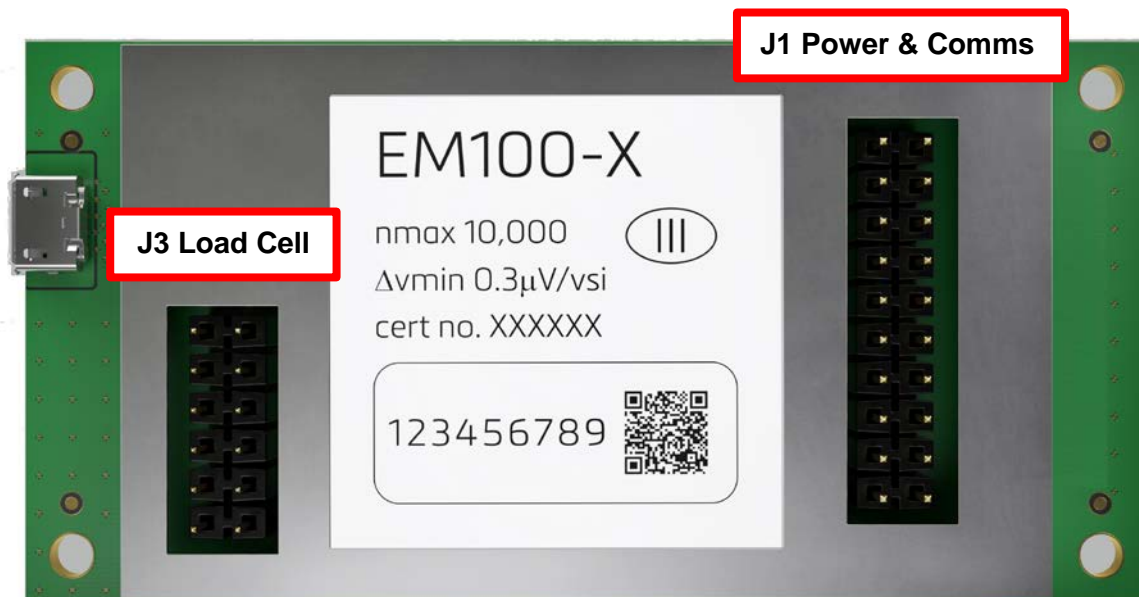 J1 Power & Comms
EM100-X
nmax 10,000
III
J3 Load Cell
Δvmin 0.3µV/vsi
cert no. XXXXXX
123456789